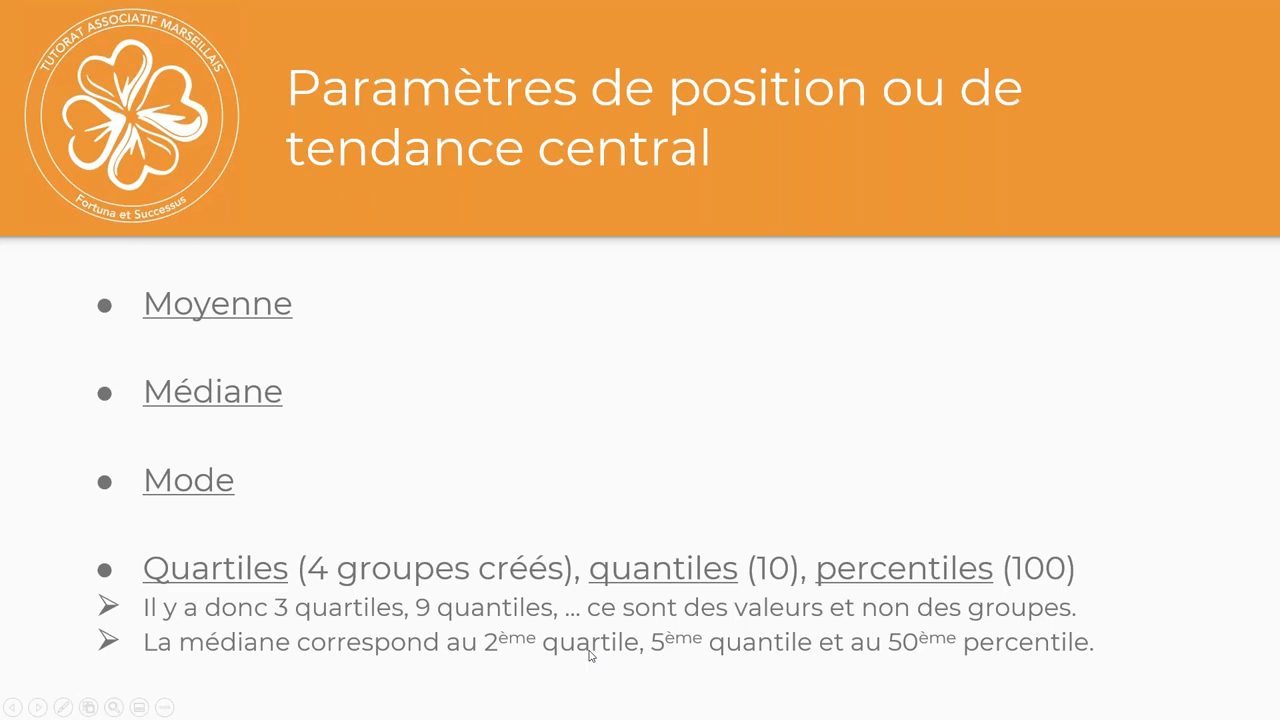 TUTORAT ASSOCIATIF MARSEILLAIS
Fortuna et Successus
Paramètres de position ou de
tendance central
● Moyenne
● Médiane
● Mode
● Quartiles (4 groupes créés), quantiles (10), percentiles (100)
➢ Il y a donc 3 quartiles, 9 quantiles, ... ce sont des valeurs et non des groupes.
➢ La médiane correspond au 2ème quartile, 5ème quantile et au 50ème percentile.